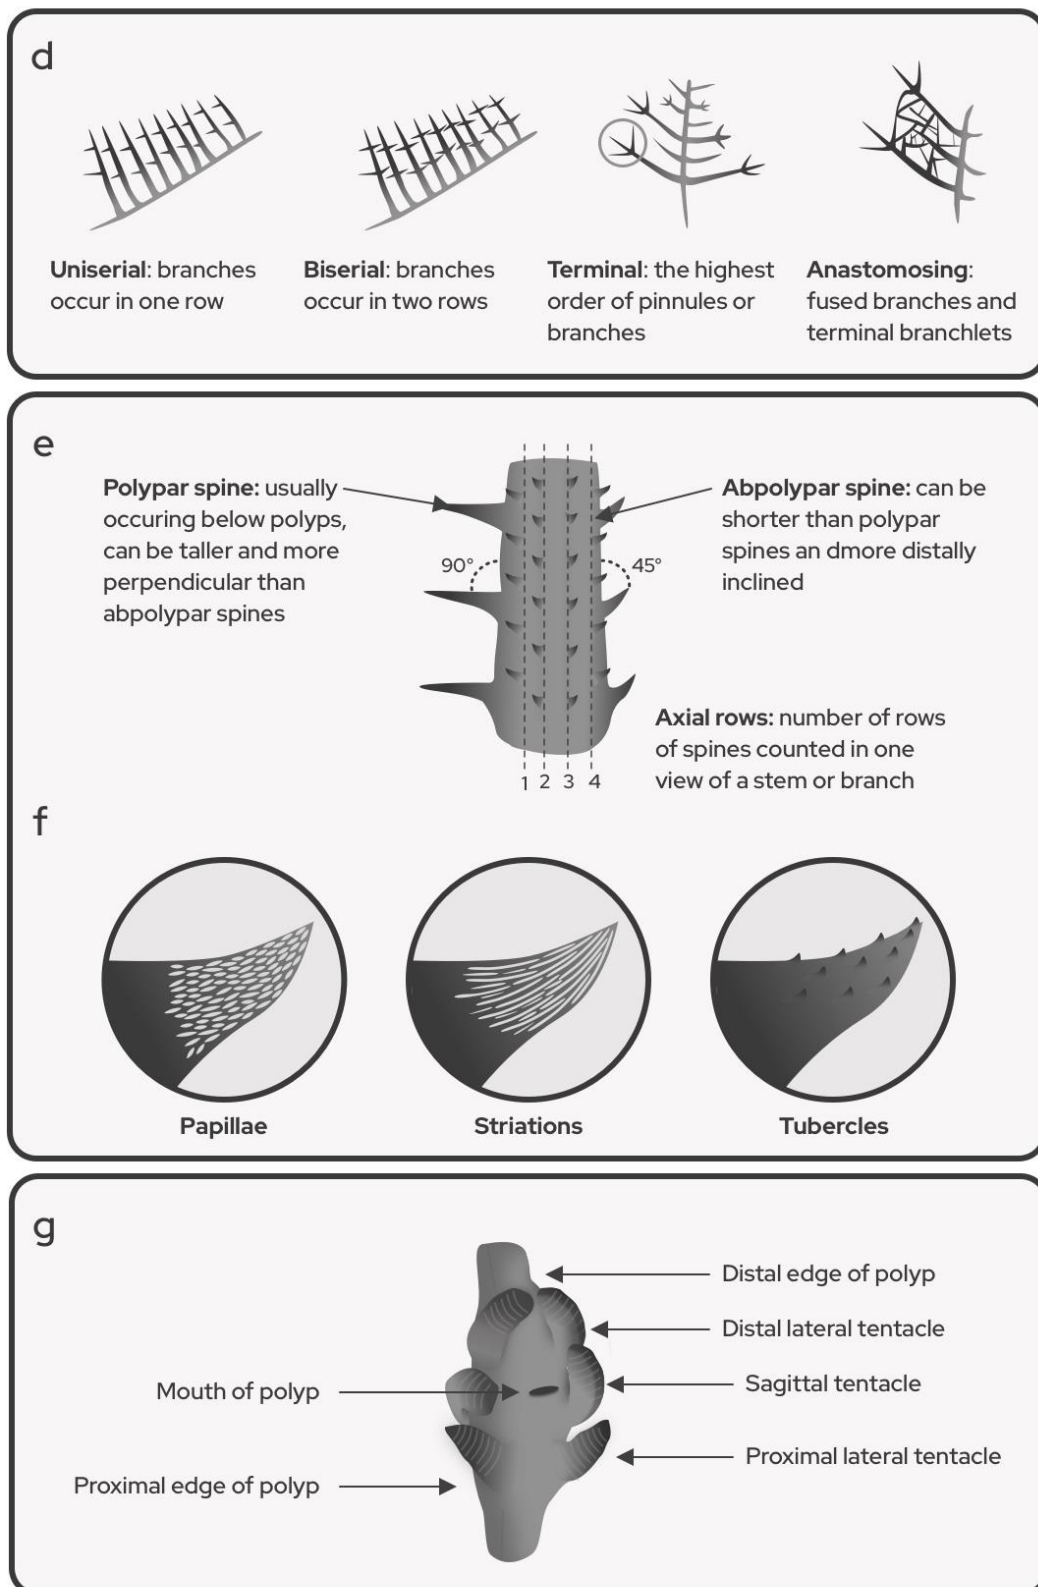 d
Uniserial: branches
occur in one row
Biserial: branches
occur in two rows
Terminal: the highest
order of pinnules or
branches
Anastomosing:
fused branches and
terminal branchlets
e
Polypar spine: usually
occuring below polyps,
can be taller and more
perpendicular than
abpolypar spines
90°
45°
Abpolypar spine: can be
shorter than polypar
spines an dmore distally
inclined
Axial rows: number of rows
of spines counted in one
view of a stem or branch
1 2 3 4
f
Papillae
Striations
Tubercles
g
Distal edge of polyp
Distal lateral tentacle
Sagittal tentacle
Mouth of polyp
Proximal lateral tentacle
Proximal edge of polyp